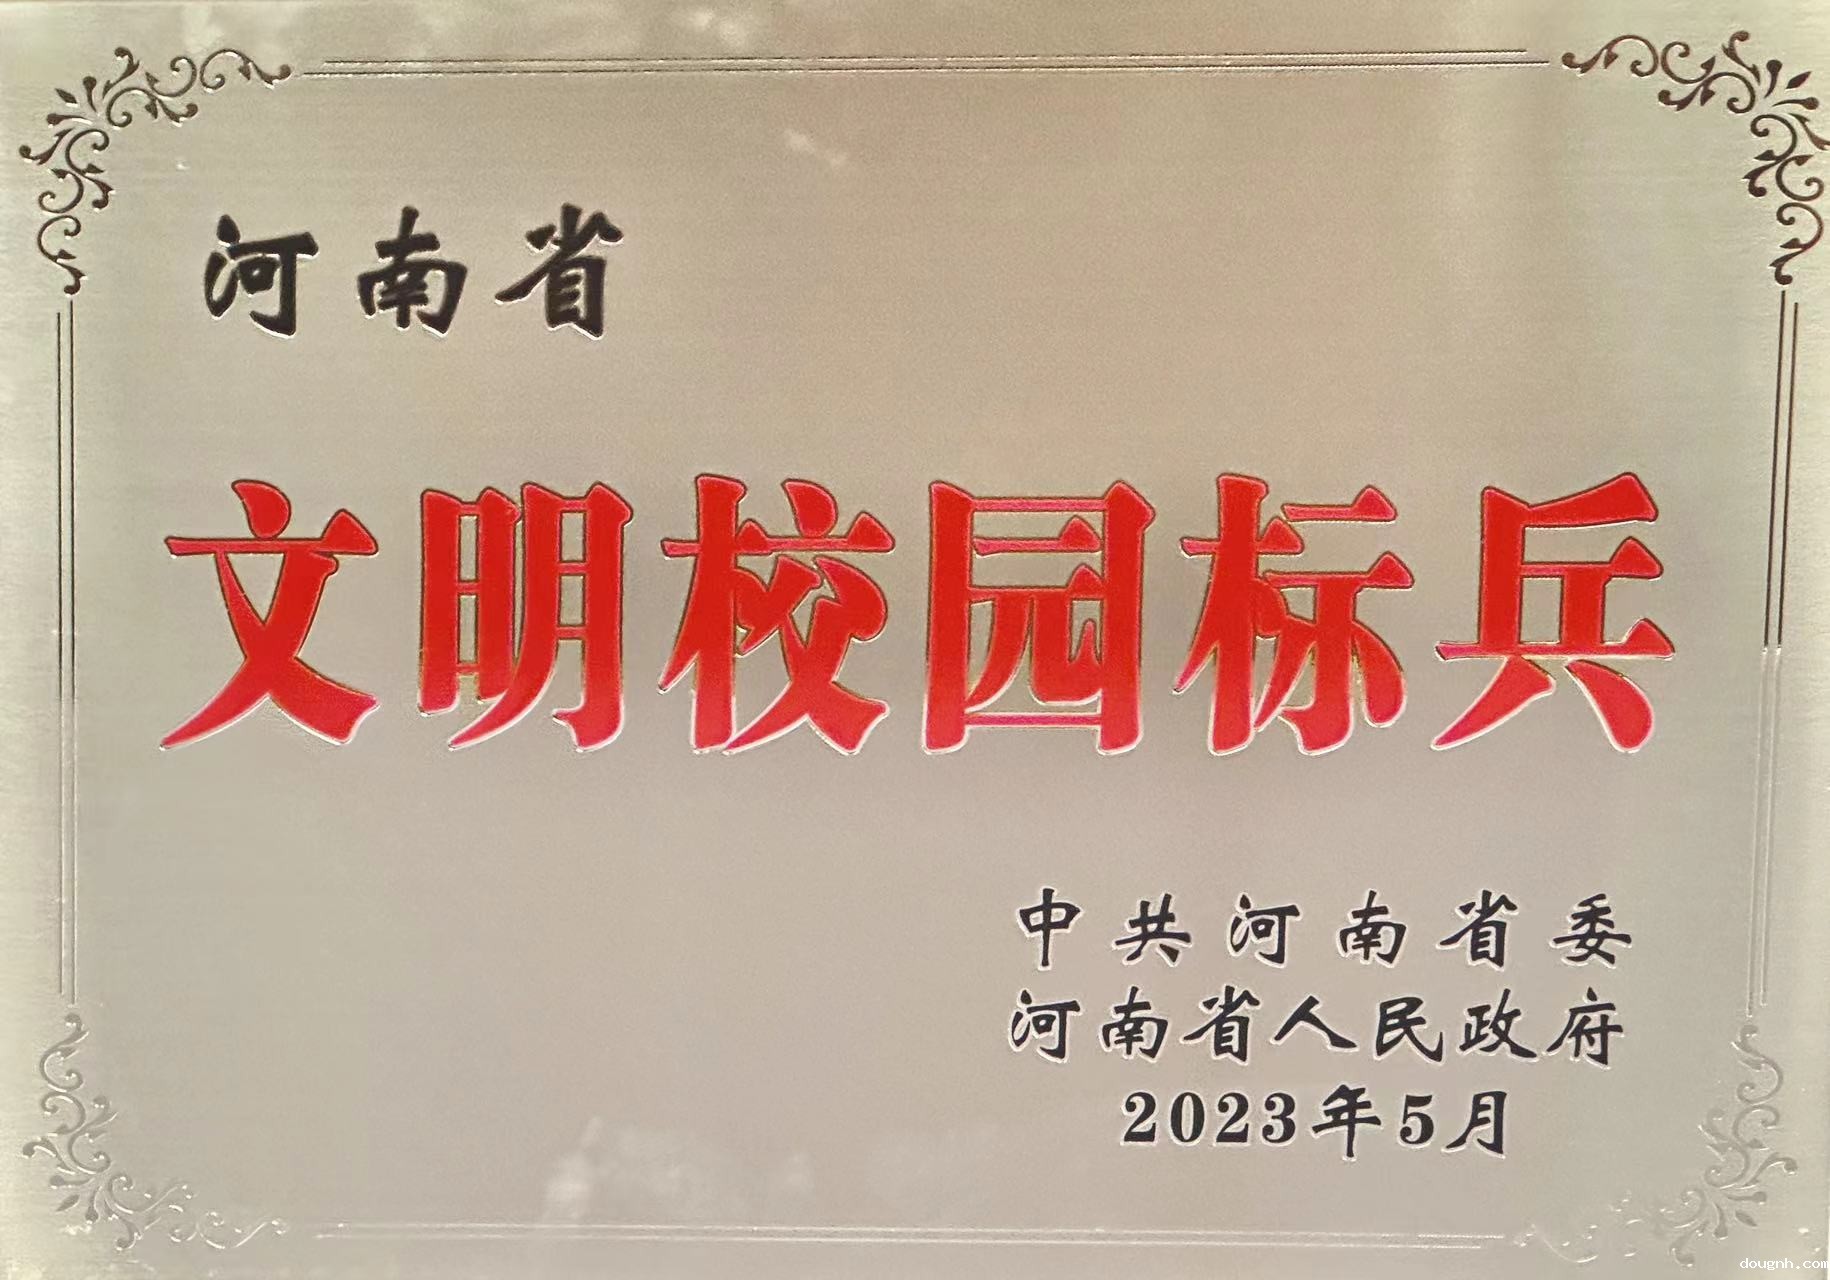 河南省
文明校园标兵
中共河南省委
河南省人民政府
2023年5月
dougnh.com